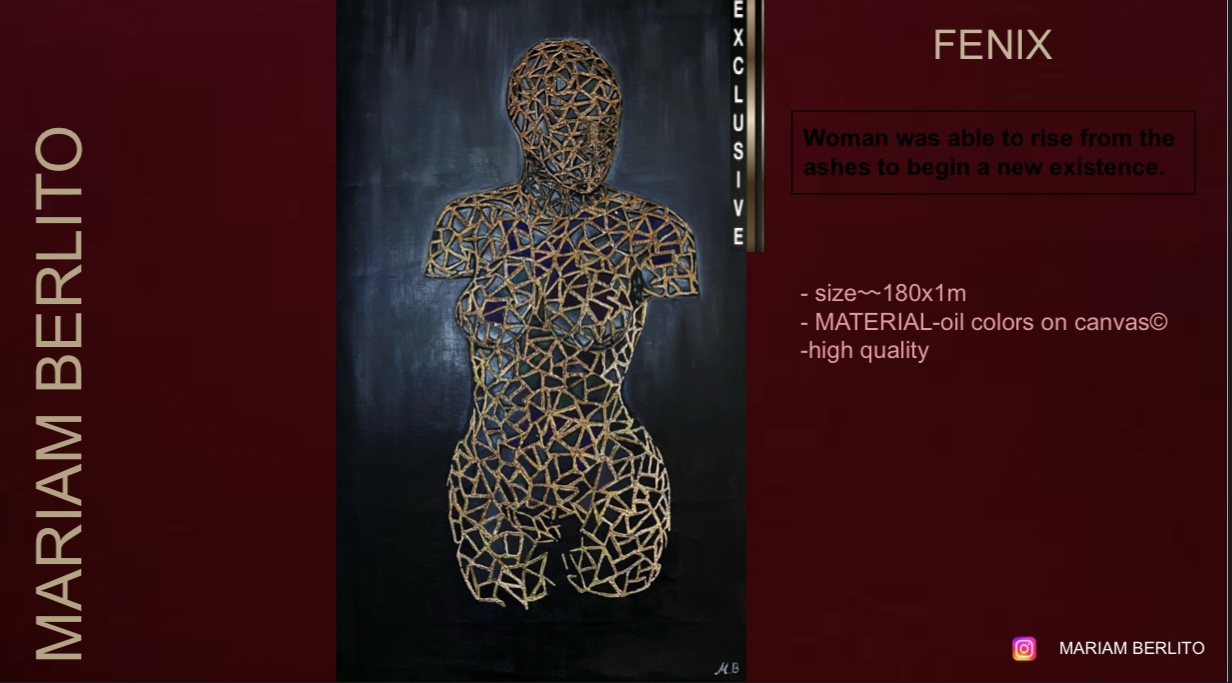 MARIAM BERLITO
EXCLUSIVE
FENIX
Woman was able to rise from the
ashes to begin a new existence.
- size~~180x1m
- MATERIAL-oil colors on canvas©
-high quality
M.B
MARIAM BERLITO